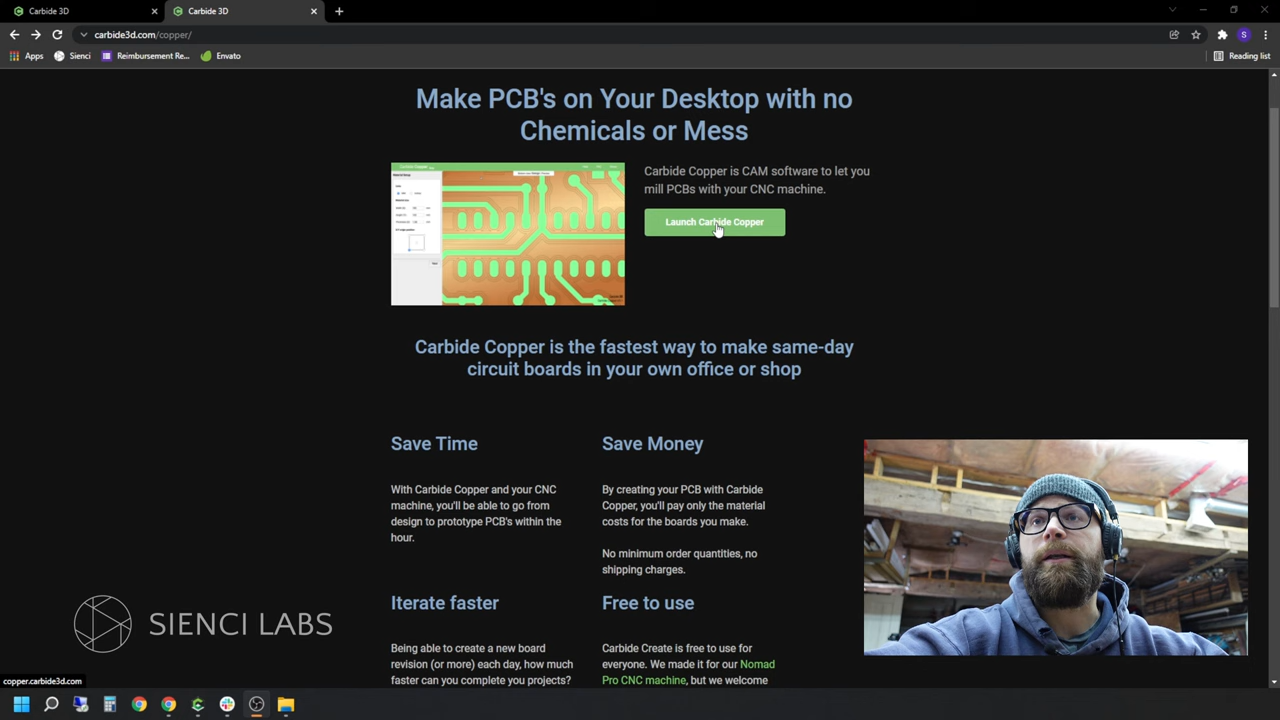 Carbide 3D
Carbide 3D
carbide3d.com/copper/
Apps
Sienci
Reimbursement Re...
Envato
Reading list
Make PCB's on Your Desktop with no
Chemicals or Mess
Carbide Copper is CAM software to let you
mill PCBs with your CNC machine.
Launch Carbide Copper
Carbide Copper is the fastest way to make same-day
circuit boards in your own office or shop
Save Time
With Carbide Copper and your CNC
machine, you'll be able to go from
design to prototype PCB's within the
hour.
Save Money
By creating your PCB with Carbide
Copper, you'll pay only the material
costs for the boards you make.
No minimum order quantities, no
shipping charges.
Iterate faster
Being able to create a new board
revision (or more) each day, how much
faster can you complete you projects?
Free to use
Carbide Create is free to use for
everyone. We made it for our Nomad
Pro CNC machine, but we welcome
SIENCI LABS
copper.carbide3d.com